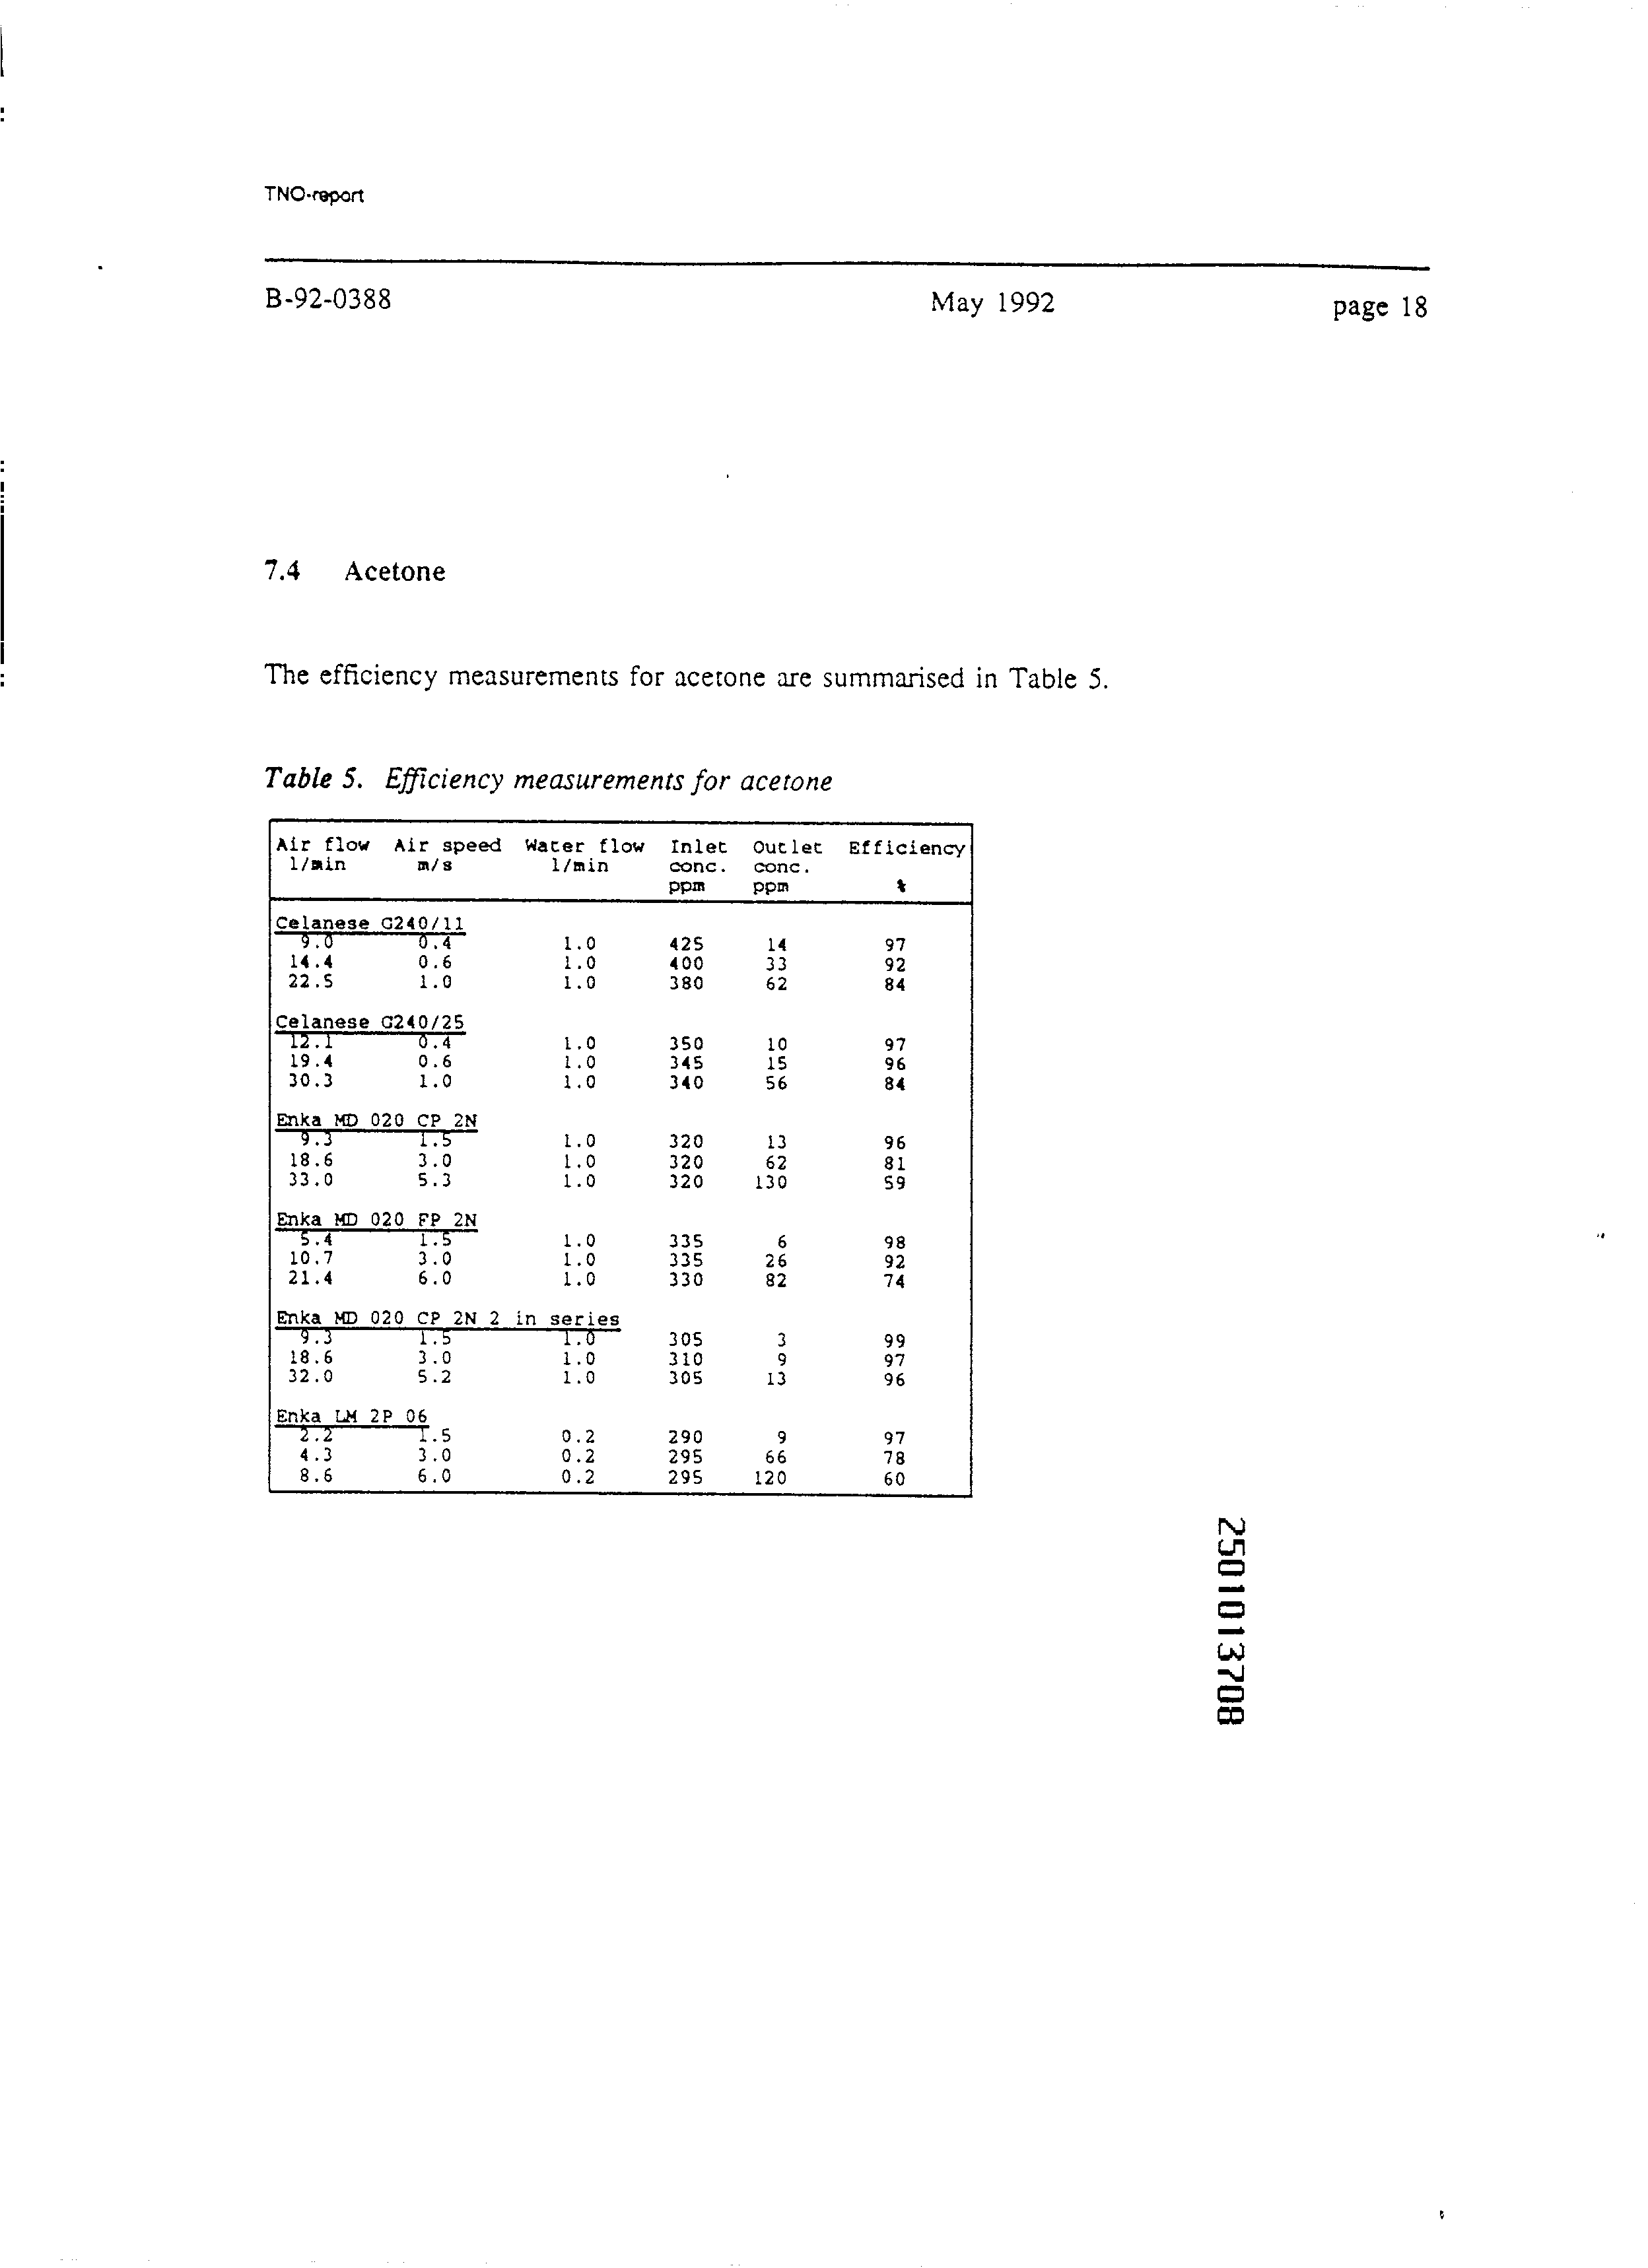 TNO-report
B-92-0388 May 1992 page 18
7.4 Acetone
The efficiency measurements for acetone are summarised in Table 5.
Table 5. Efficiency measurements for acetone
Air flow Air speed Water flow Inlet Outlet Efficiency
l/min m/s l/min conc. conc.
ppm ppm %
Celanese G240/11
9.0 0.4 1.0 425 14 97
14.4 0.6 1.0 400 33 92
22.5 1.0 1.0 380 62 84
Celanese G240/25
12.1 0.4 1.0 350 10 97
19.4 0.6 1.0 345 15 96
30.3 1.0 1.0 340 56 84
Enka MD 020 CP 2N
9.3 1.5 1.0 320 13 96
18.6 3.0 1.0 320 62 81
33.0 5.3 1.0 320 130 59
Enka MD 020 FP 2N
5.4 1.5 1.0 335 6 98
10.7 3.0 1.0 335 26 92
21.4 6.0 1.0 330 82 74
Enka MD 020 CP 2N 2 in series
9.3 1.5 1.0 305 3 99
18.6 3.0 1.0 310 9 97
32.0 5.2 1.0 305 13 96
Enka LM 2P 06
2.2 1.5 0.2 290 9 97
4.3 3.0 0.2 295 66 78
8.6 6.0 0.2 295 120 60
2501013708